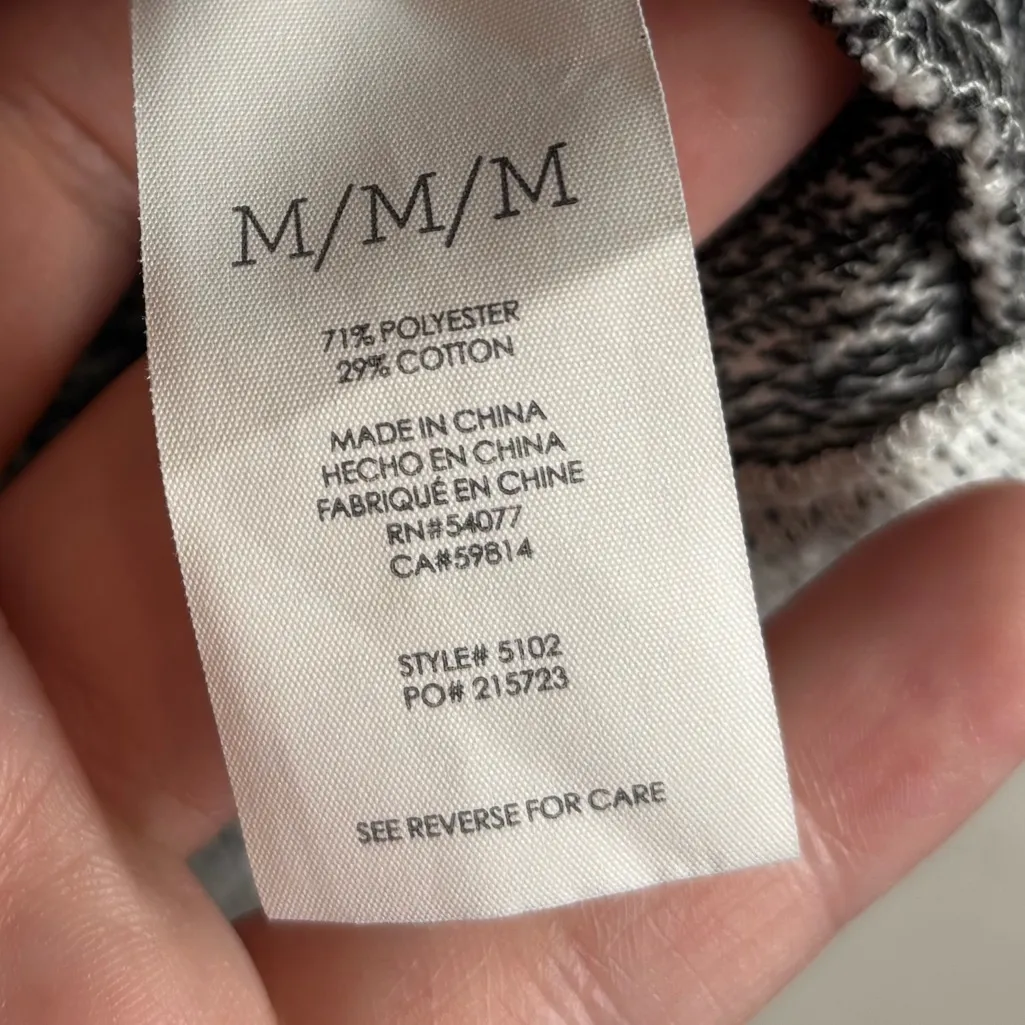 M/M/M
71% POLYESTER
29% COTTON
MADE IN CHINA
HECHO EN CHINA
FABRIQUÉ EN CHINE
RN#54077
CA#59814
STYLE# 5102
PO# 215723
SEE REVERSE FOR CARE